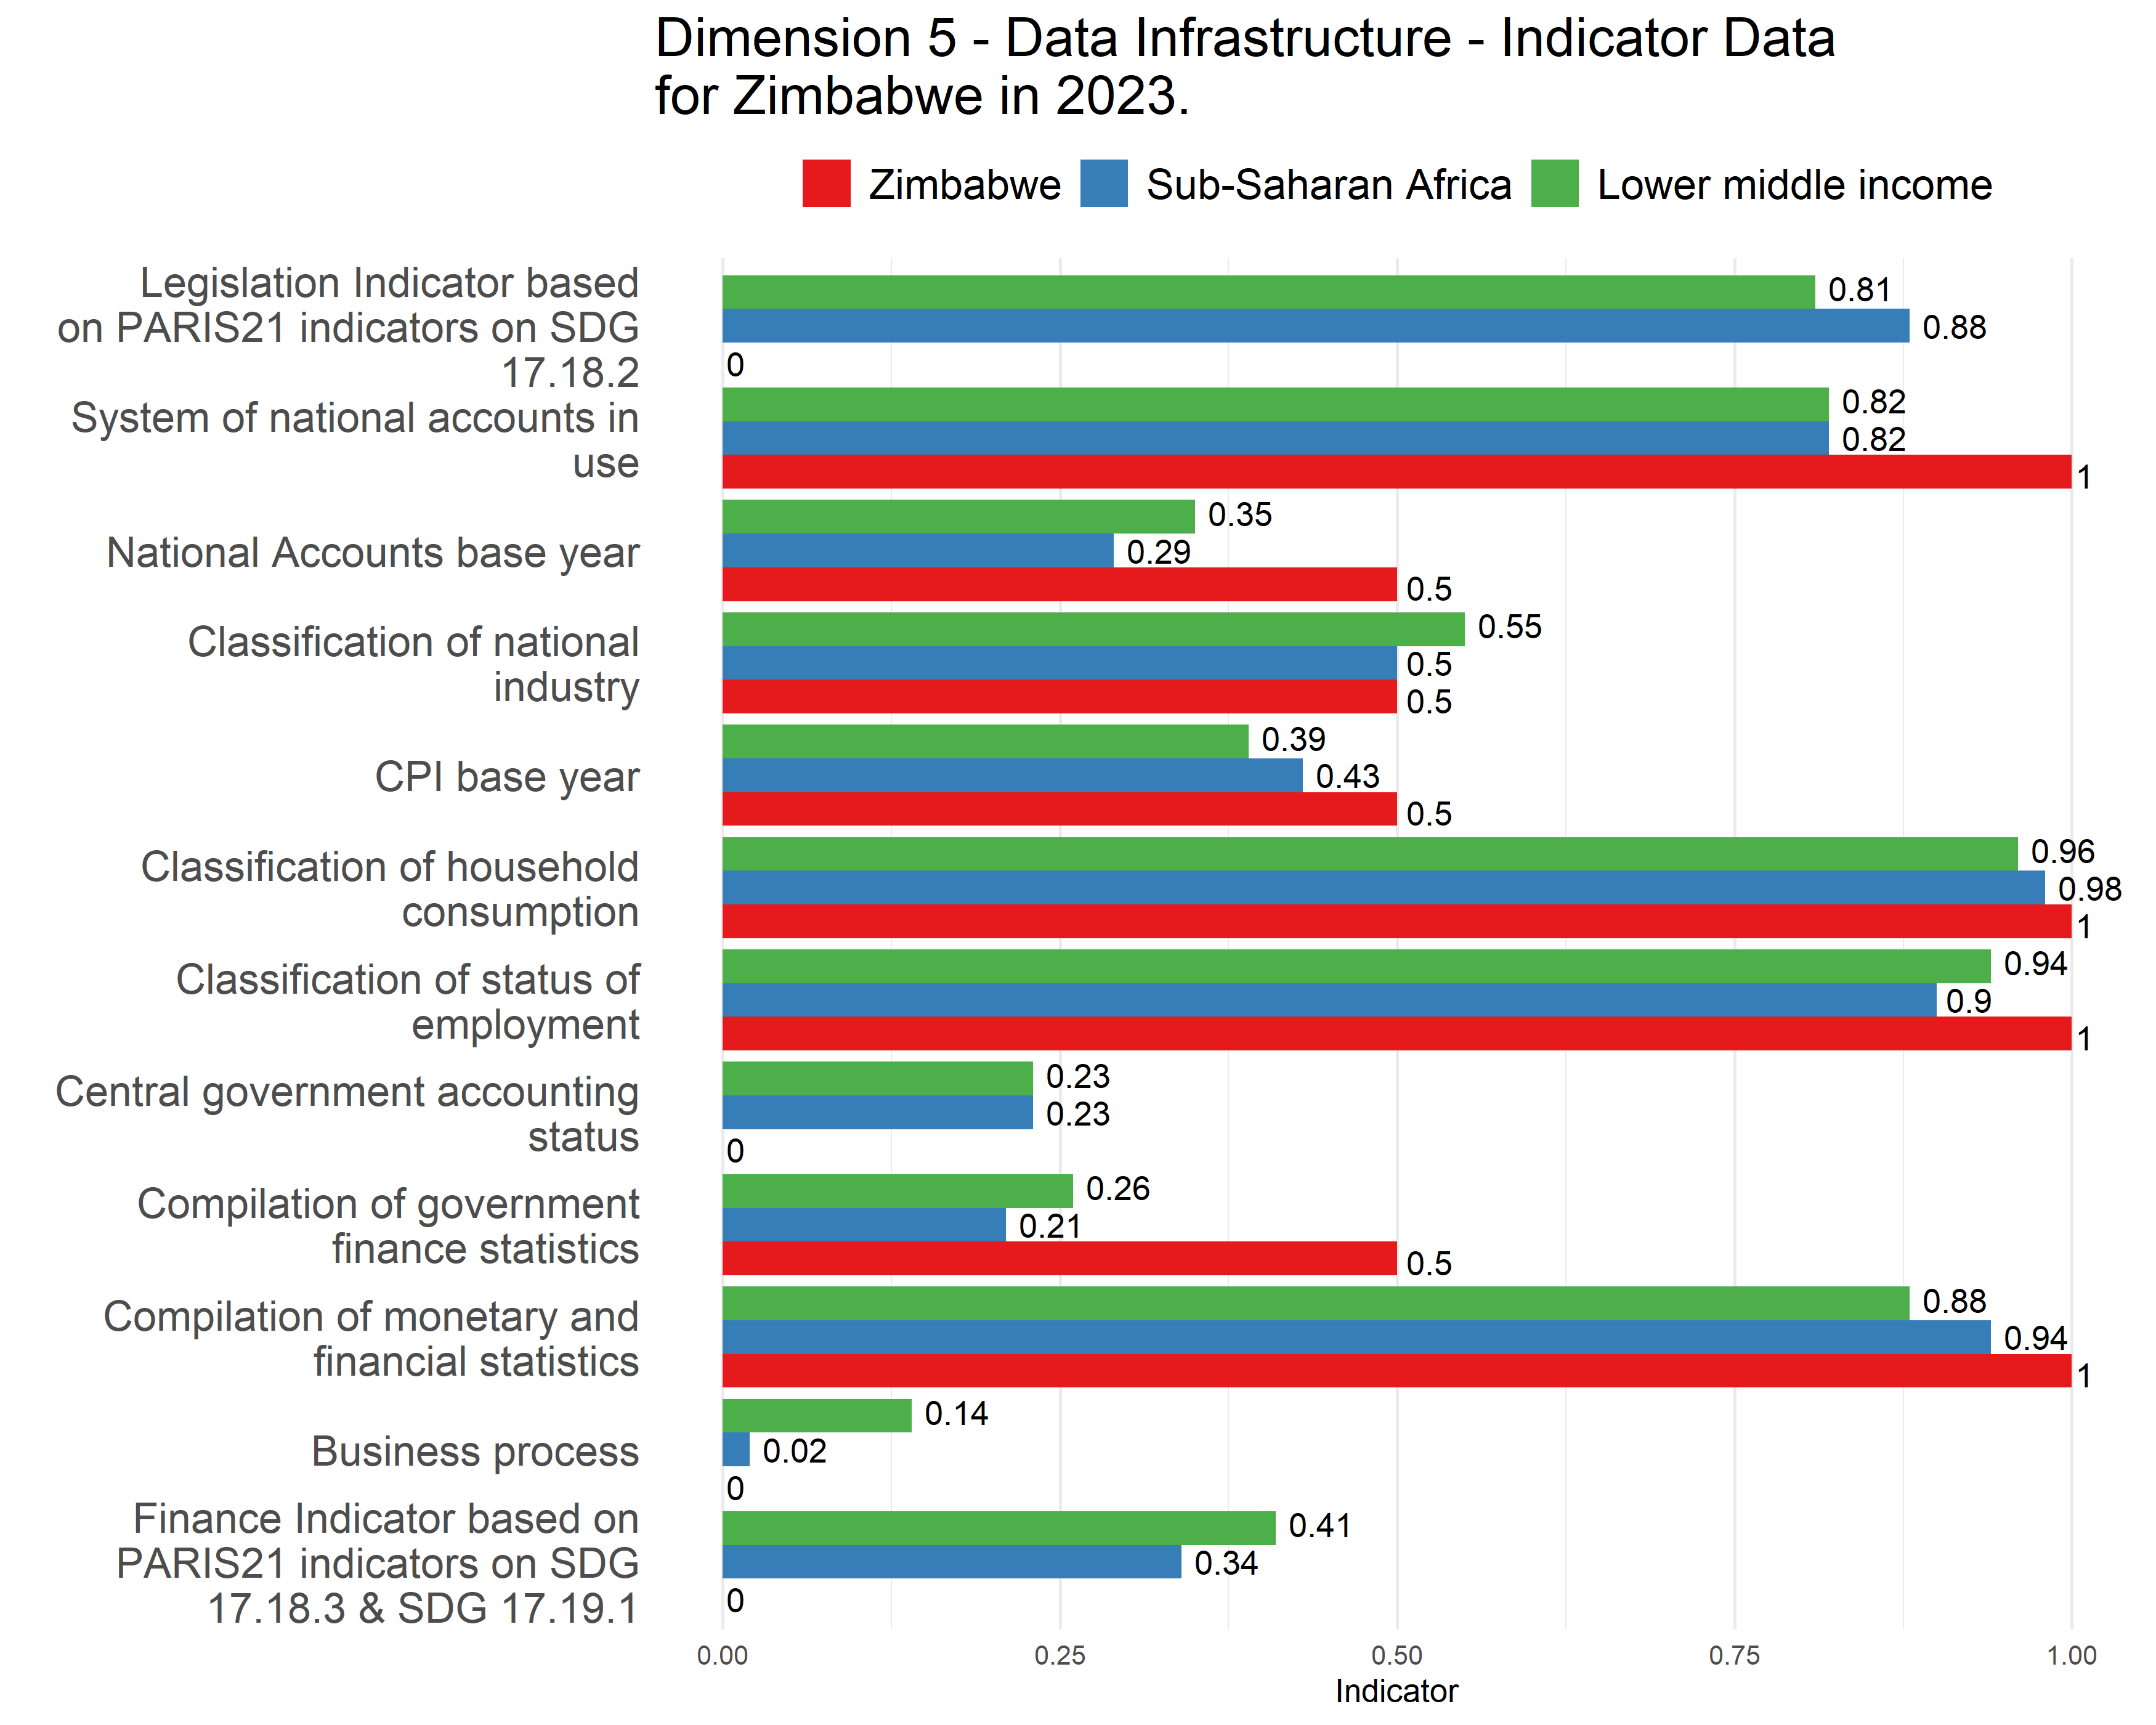 Dimension 5 - Data Infrastructure - Indicator Data
for Zimbabwe in 2023.
Zimbabwe Sub-Saharan Africa Lower middle income
Legislation Indicator based
on PARIS21 indicators on SDG
17.18.2
0.81
0.88
0
System of national accounts in
use
0.82
0.82
1
National Accounts base year
0.35
0.29
0.5
Classification of national
industry
0.55
0.5
0.5
CPI base year
0.39
0.43
0.5
Classification of household
consumption
0.96
0.98
1
Classification of status of
employment
0.94
0.9
1
Central government accounting
status
0.23
0.23
0
Compilation of government
finance statistics
0.26
0.21
0.5
Compilation of monetary and
financial statistics
0.88
0.94
1
Business process
0.14
0.02
0
Finance Indicator based on
PARIS21 indicators on SDG
17.18.3 & SDG 17.19.1
0.41
0.34
0
0.00 0.25 0.50 0.75 1.00
Indicator